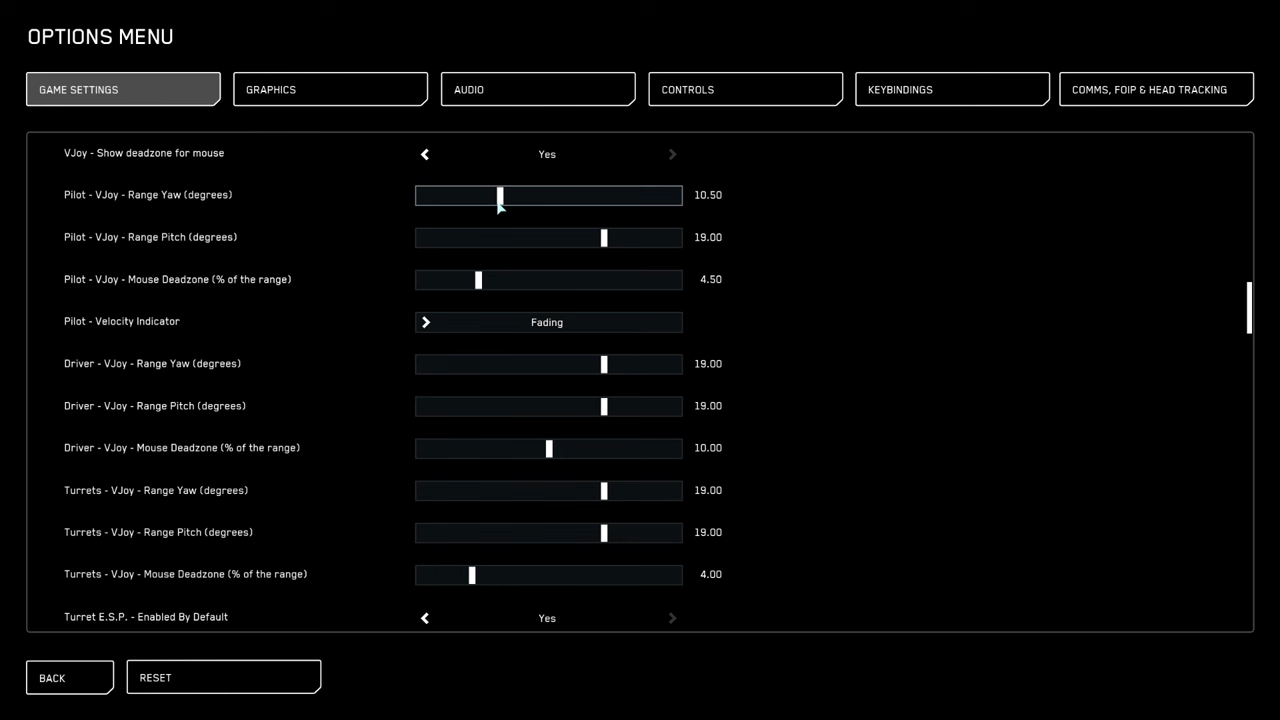 OPTIONS MENU
GAME SETTINGS
GRAPHICS
AUDIO
CONTROLS
KEYBINDINGS
COMMS, FOIP & HEAD TRACKING
VJoy - Show deadzone for mouse
Yes
Pilot - VJoy - Range Yaw (degrees)
10.50
Pilot - VJoy - Range Pitch (degrees)
19.00
Pilot - VJoy - Mouse Deadzone (% of the range)
4.50
Pilot - Velocity Indicator
Fading
Driver - VJoy - Range Yaw (degrees)
19.00
Driver - VJoy - Range Pitch (degrees)
19.00
Driver - VJoy - Mouse Deadzone (% of the range)
10.00
Turrets - VJoy - Range Yaw (degrees)
19.00
Turrets - VJoy - Range Pitch (degrees)
19.00
Turrets - VJoy - Mouse Deadzone (% of the range)
4.00
Turret E.S.P. - Enabled By Default
Yes
BACK
RESET